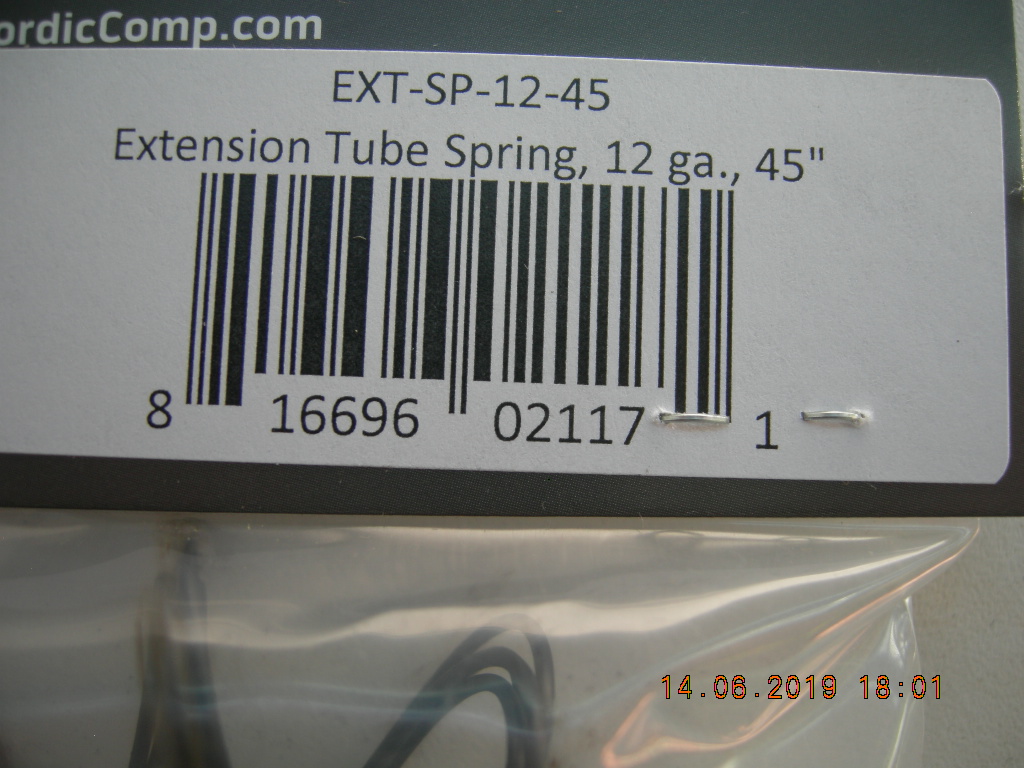 ordicComp.com
EXT-SP-12-45
Extension Tube Spring, 12 ga., 45"
8 16696 02117 1
14.06.2019 18:01